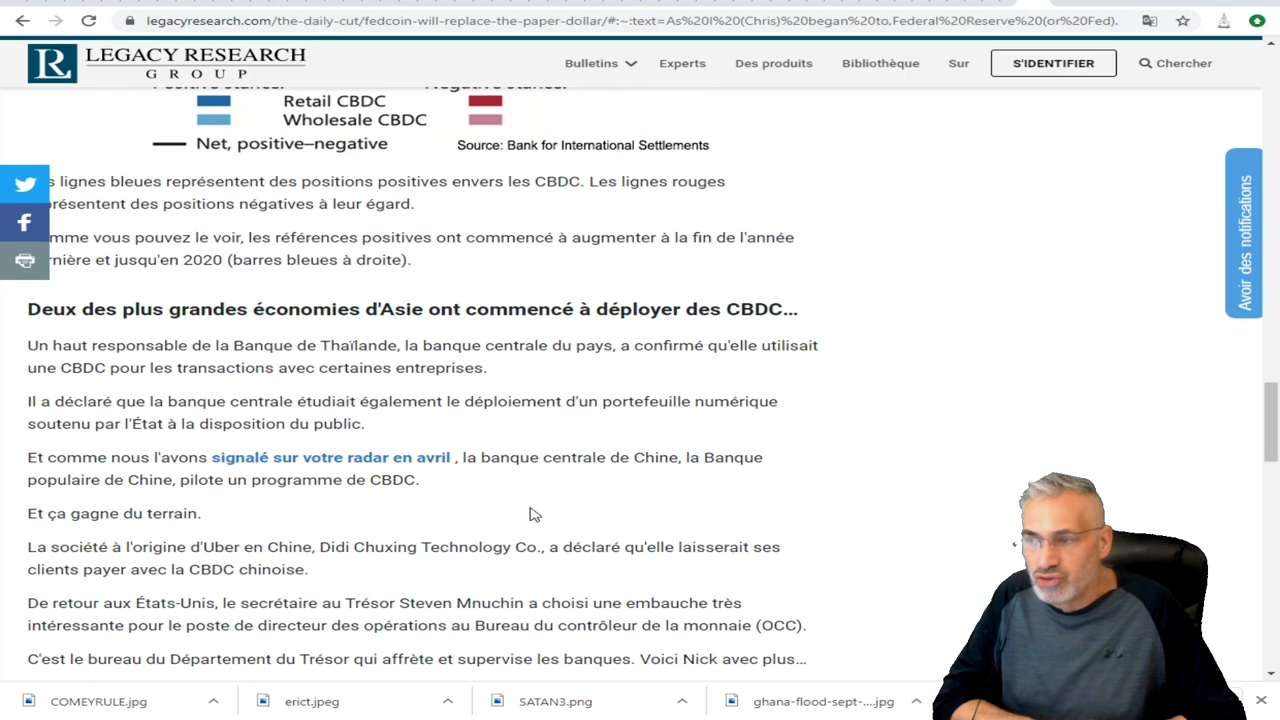 legacyresearch.com/the-daily-cut/fedcoin-will-replace-the-paper-dollar/#:~:text=As%20I%20(Chris)%20began%20to,Federal%20Reserve%20(or%20Fed).
LEGACY RESEARCH
GROUP
Bulletins
Experts
Des produits
Bibliothèque
Sur
S'IDENTIFIER
Chercher
Retail CBDC
Wholesale CBDC
Net, positive–negative
Source: Bank for International Settlements
lignes bleues représentent des positions positives envers les CBDC. Les lignes rouges
présentent des positions négatives à leur égard.
mme vous pouvez le voir, les références positives ont commencé à augmenter à la fin de l'année
rnière et jusqu'en 2020 (barres bleues à droite).
Avoir des notifications
Deux des plus grandes économies d'Asie ont commencé à déployer des CBDC...
Un haut responsable de la Banque de Thaïlande, la banque centrale du pays, a confirmé qu'elle utilisait
une CBDC pour les transactions avec certaines entreprises.
Il a déclaré que la banque centrale étudiait également le déploiement d'un portefeuille numérique
soutenu par l'État à la disposition du public.
Et comme nous l'avons signalé sur votre radar en avril , la banque centrale de Chine, la Banque
populaire de Chine, pilote un programme de CBDC.
Et ça gagne du terrain.
La société à l'origine d'Uber en Chine, Didi Chuxing Technology Co., a déclaré qu'elle laisserait ses
clients payer avec la CBDC chinoise.
De retour aux États-Unis, le secrétaire au Trésor Steven Mnuchin a choisi une embauche très
intéressante pour le poste de directeur des opérations au Bureau du contrôleur de la monnaie (OCC).
C'est le bureau du Département du Trésor qui affrète et supervise les banques. Voici Nick avec plus...
COMEYRULE.jpg
erict.jpeg
SATAN3.png
ghana-flood-sept-....jpg